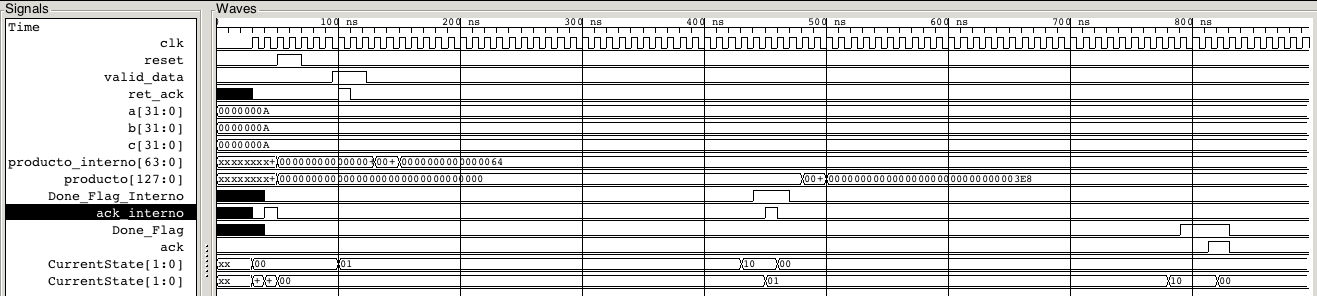 Signals
Waves
Time
100 ns 200 ns 300 ns 400 ns 500 ns 600 ns 700 ns 800 ns
clk
reset
valid_data
ret_ack
a[31:0] 0000000A
b[31:0] 0000000A
c[31:0] 0000000A
producto_interno[63:0] xxxxxxxx+ 0000000000000+ 00+ 0000000000000064
producto[127:0] xxxxxxxx+ 00000000000000000000000000000 00+ 000000000000000000000000000003E8
Done_Flag_Interno
ack_interno
Done_Flag
ack
CurrentState[1:0] xx 00 01 10 00
CurrentState[1:0] xx + + 00 01 10 00